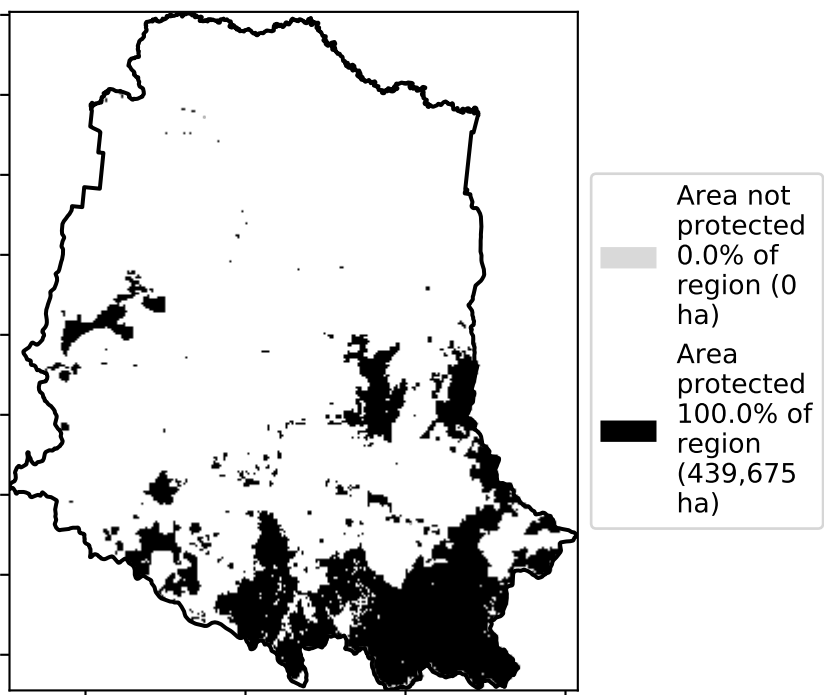 Area not
protected
0.0% of
region (0
ha)
Area
protected
100.0% of
region
(439,675
ha)